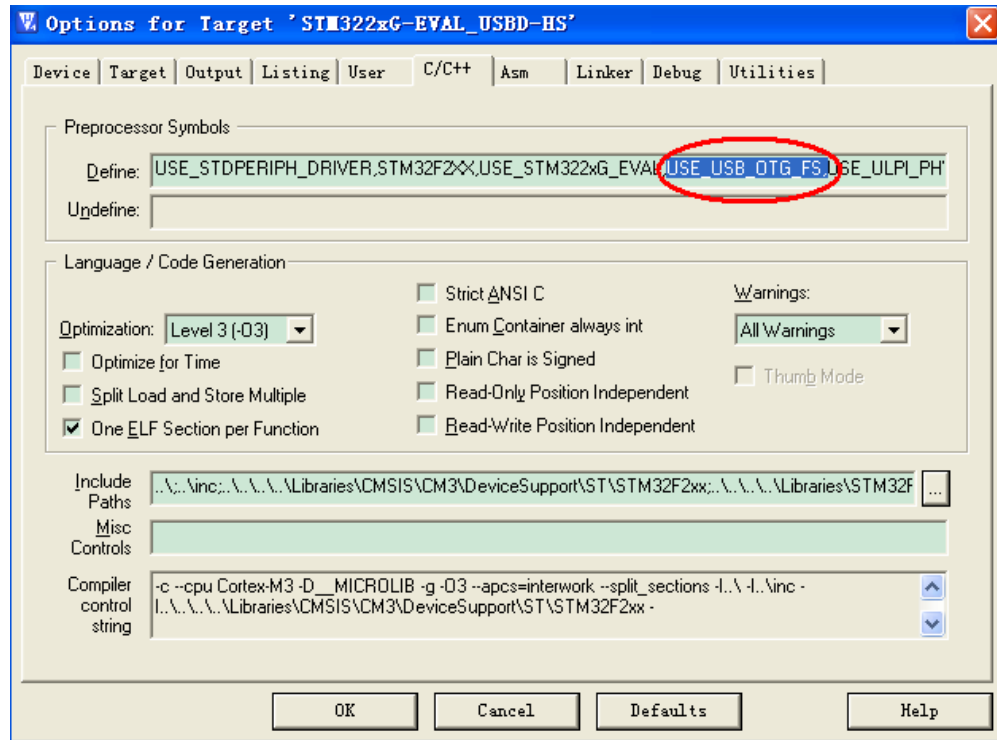 Options for Target 'STM322xG-EVAL_USBD-HS'
Device Target Output Listing User C/C++ Asm Linker Debug Utilities
Preprocessor Symbols
Define: USE_STDPERIPH_DRIVER,STM32F2XX,USE_STM322xG_EVAL,USE_USB_OTG_FS,USE_ULPI_PHY
Undefine:
Language / Code Generation
Optimization: Level 3 (-O3)
Optimize for Time
Split Load and Store Multiple
One ELF Section per Function
Strict ANSI C
Enum Container always int
Plain Char is Signed
Read-Only Position Independent
Read-Write Position Independent
Warnings:
All Warnings
Thumb Mode
Include
Paths
..\;..\inc;..\..\..\..\Libraries\CMSIS\CM3\DeviceSupport\ST\STM32F2xx;..\..\..\..\Libraries\STM32F
...
Misc
Controls
Compiler
control
string
-c --cpu Cortex-M3 -D__MICROLIB -g -O3 --apcs=interwork --split_sections -I..\ -I..\inc -
I..\..\..\..\Libraries\CMSIS\CM3\DeviceSupport\ST\STM32F2xx -
OK Cancel Defaults Help